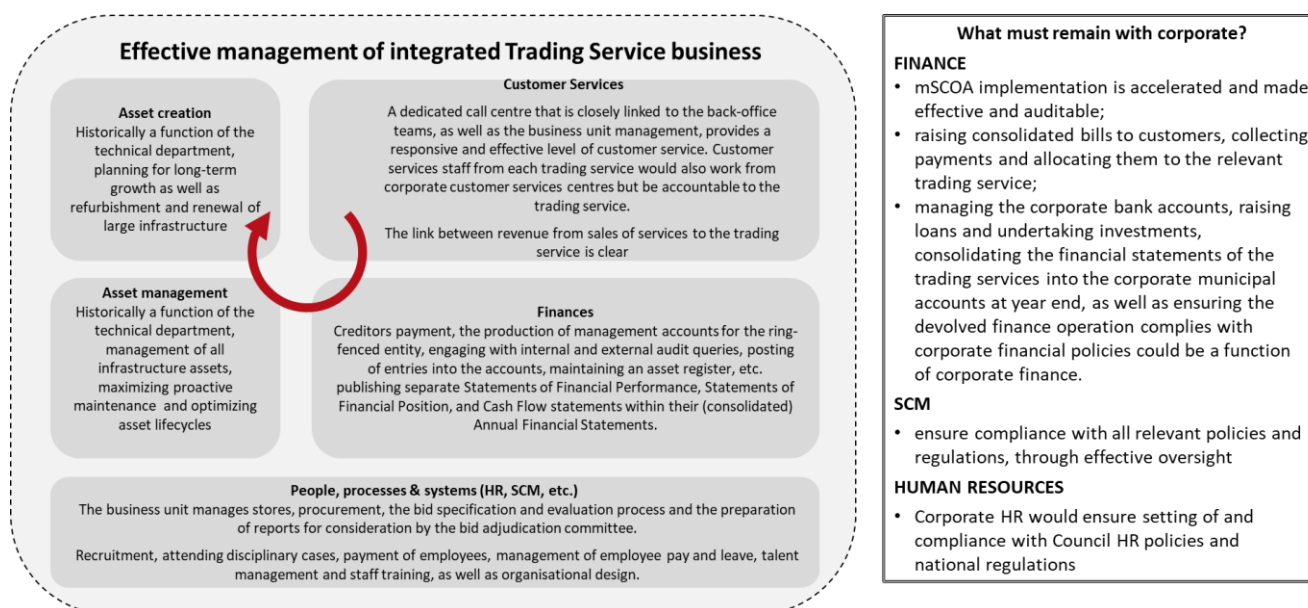 Effective management of integrated Trading Service business
Asset creation
Historically a function of the
technical department,
planning for long-term
growth as well as
refurbishment and renewal of
large infrastructure
Customer Services
A dedicated call centre that is closely linked to the back-office
teams, as well as the business unit management, provides a
responsive and effective level of customer service. Customer
services staff from each trading service would also work from
corporate customer services centres but be accountable to the
trading service.
The link between revenue from sales of services to the trading
service is clear
Asset management
Historically a function of the
technical department,
management of all
infrastructure assets,
maximizing proactive
maintenance and optimizing
asset lifecycles
Finances
Creditors payment, the production of management accounts for the ring-
fenced entity, engaging with internal and external audit queries, posting
of entries into the accounts, maintaining an asset register, etc.
publishing separate Statements of Financial Performance, Statements of
Financial Position, and Cash Flow statements within their (consolidated)
Annual Financial Statements.
People, processes & systems (HR, SCM, etc.)
The business unit manages stores, procurement, the bid specification and evaluation process and the preparation
of reports for consideration by the bid adjudication committee.
Recruitment, attending disciplinary cases, payment of employees, management of employee pay and leave, talent
management and staff training, as well as organisational design.
What must remain with corporate?
FINANCE
• mSCOA implementation is accelerated and made
effective and auditable;
• raising consolidated bills to customers, collecting
payments and allocating them to the relevant
trading service;
• managing the corporate bank accounts, raising
loans and undertaking investments,
consolidating the financial statements of the
trading services into the corporate municipal
accounts at year end, as well as ensuring the
devolved finance operation complies with
corporate financial policies could be a function
of corporate finance.
SCM
• ensure compliance with all relevant policies and
regulations, through effective oversight
HUMAN RESOURCES
• Corporate HR would ensure setting of and
compliance with Council HR policies and
national regulations